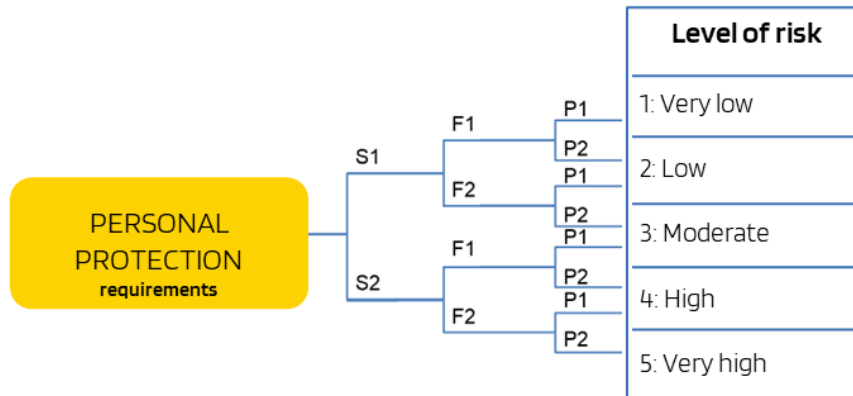 Level of risk
P1
1: Very low
F1
P2
S1
P1
2: Low
F2
P2
PERSONAL
PROTECTION
requirements
P1
3: Moderate
F1
P2
S2
P1
4: High
F2
P2
5: Very high